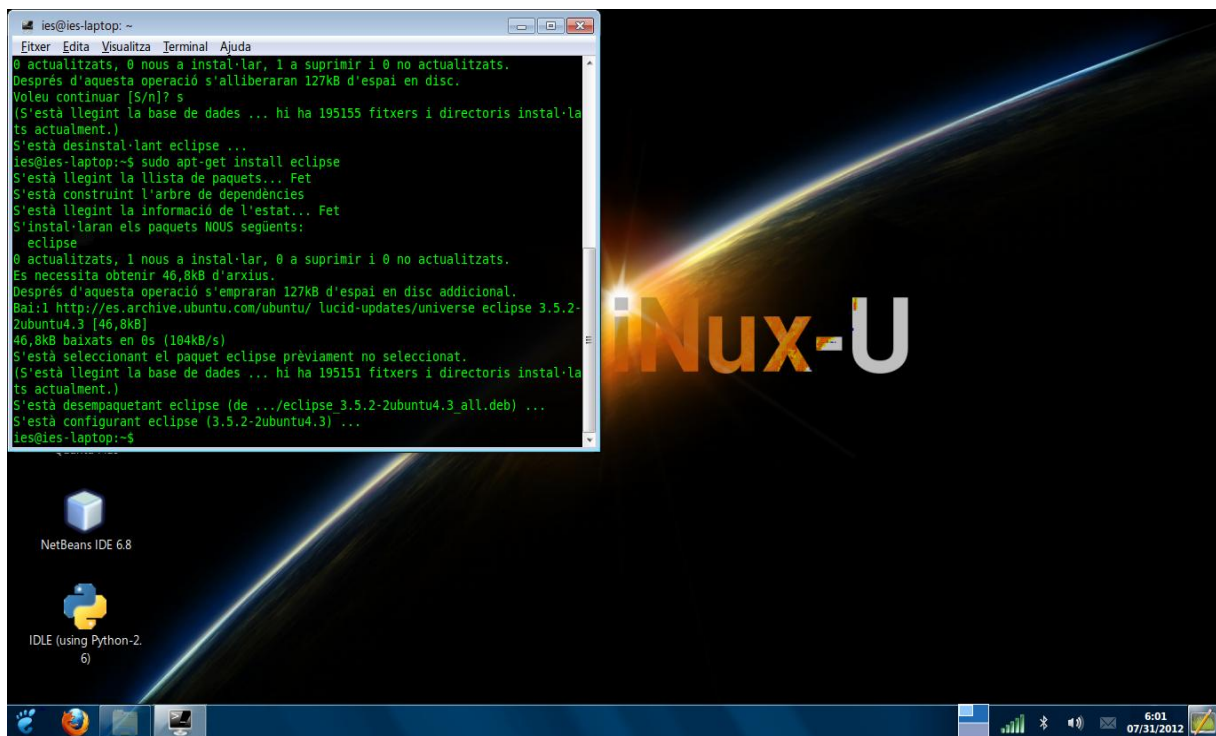 ies@ies-laptop: ~
Fitxer Edita Visualitza Terminal Ajuda
0 actualitzats, 0 nous a instal·lar, 1 a suprimir i 0 no actualitzats.
Després d'aquesta operació s'alliberaran 127kB d'espai en disc.
Voleu continuar [S/n]? s
(S'està llegint la base de dades ... hi ha 195155 fitxers i directoris instal·la
ts actualment.)
S'està desinstal·lant eclipse ...
ies@ies-laptop:~$ sudo apt-get install eclipse
S'està llegint la llista de paquets... Fet
S'està construint l'arbre de dependències
S'està llegint la informació de l'estat... Fet
S'instal·laran els paquets NOUS següents:
eclipse
0 actualitzats, 1 nous a instal·lar, 0 a suprimir i 0 no actualitzats.
Es necessita obtenir 46,8kB d'arxius.
Després d'aquesta operació s'empraran 127kB d'espai en disc addicional.
Bai:1 http://es.archive.ubuntu.com/ubuntu/ lucid-updates/universe eclipse 3.5.2-
2ubuntu4.3 [46,8kB]
46,8kB baixats en 0s (104kB/s)
S'està seleccionant el paquet eclipse prèviament no seleccionat.
(S'està llegint la base de dades ... hi ha 195151 fitxers i directoris instal·la
ts actualment.)
S'està desempaquetant eclipse (de .../eclipse_3.5.2-2ubuntu4.3_all.deb) ...
S'està configurant eclipse (3.5.2-2ubuntu4.3) ...
ies@ies-laptop:~$
iNux-U
NetBeans IDE 6.8
IDLE (using Python-2.
6)
6:01
07/31/2012